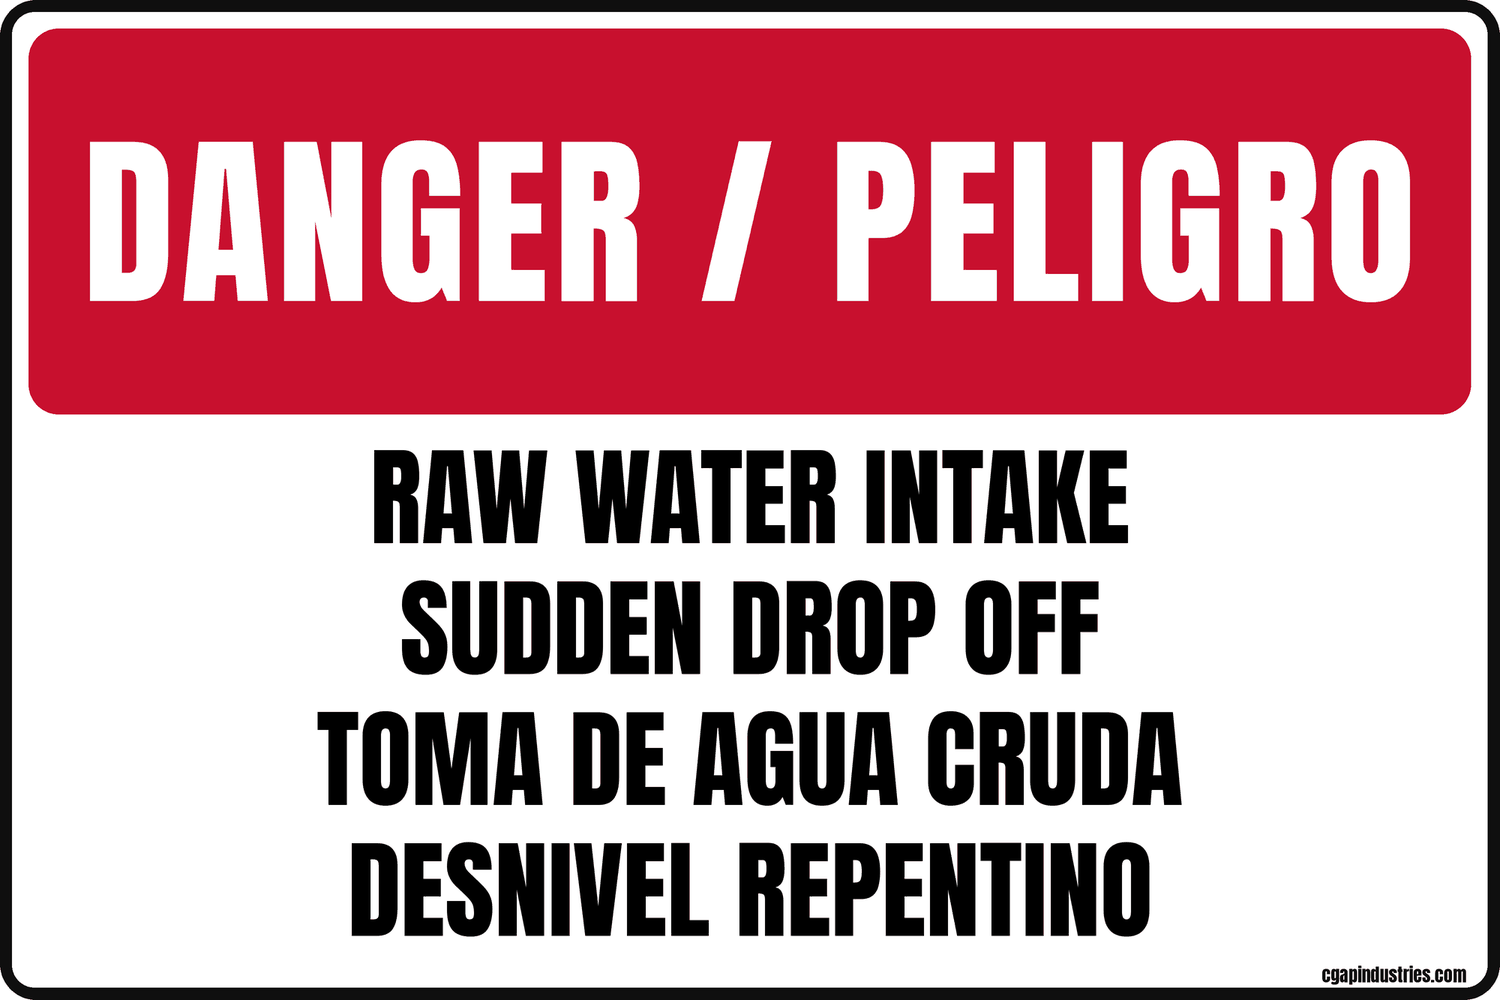 DANGER / PELIGRO
RAW WATER INTAKE
SUDDEN DROP OFF
TOMA DE AGUA CRUDA
DESNIVEL REPENTINO
cgapindustries.com